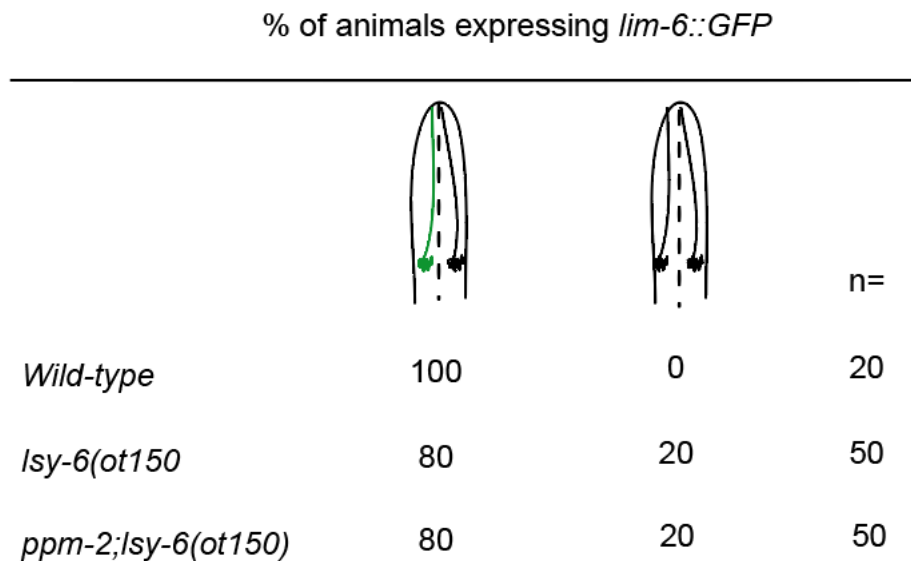 % of animals expressing lim-6::GFP
n=
Wild-type 100 0 20
lsy-6(ot150 80 20 50
ppm-2;lsy-6(ot150) 80 20 50